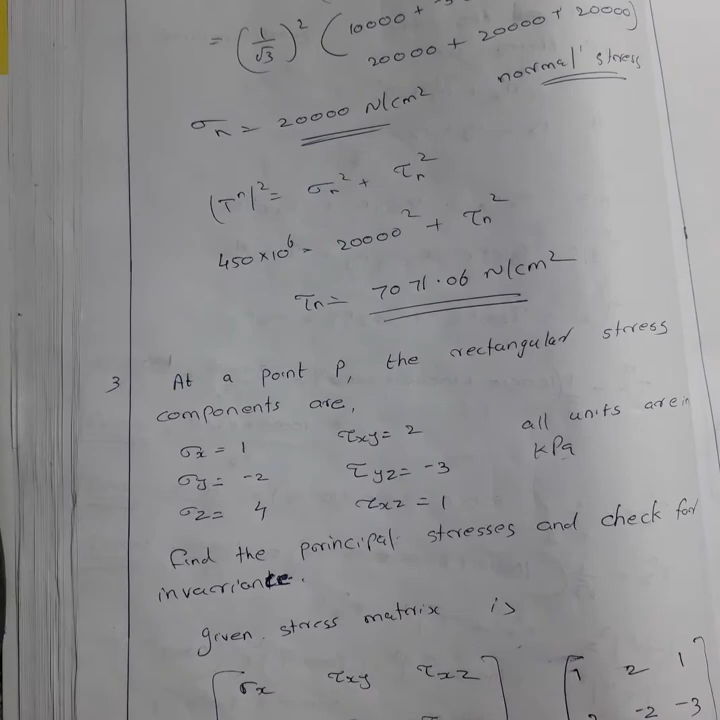 = (1/√3)² (10000 +
20000 + 20000 + 20000)
σn = 20000 N/cm² normal stress
|Tⁿ|² = σn² + τn²
450×10⁶ = 20000² + τn²
τn = 7071.06 N/cm²
3 At a point P, the rectangular stress
components are,
σx = 1 τxy = 2 all units are in
σy = -2 τyz = -3 kPa
σz = 4 τxz = 1
find the principal stresses and check for
invariance.
given stress matrix is
[σx τxy τxz] [1 2 1]
-2 -3